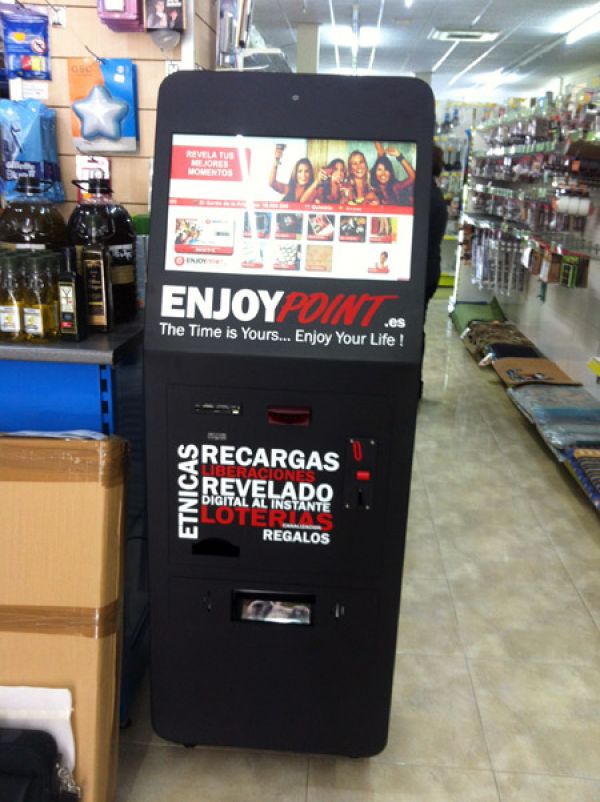 REVELA TUS
MEJORES
MOMENTOS
ENJOYPOINT
ENJOYPOINT.es
The Time is Yours... Enjoy Your Life !
ETNICAS
RECARGAS
LIBERACIONES
REVELADO
DIGITAL AL INSTANTE
LOTERIAS
REGALOS